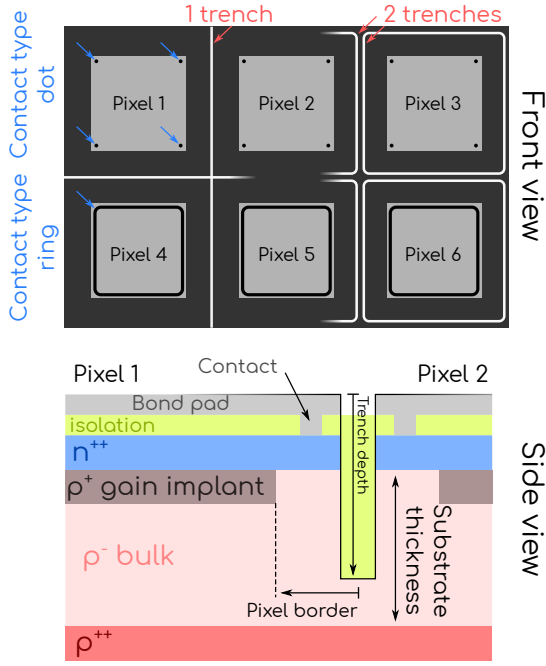 1 trench
2 trenches
Contact type
dot
Pixel 1
Pixel 2
Pixel 3
Contact type
ring
Pixel 4
Pixel 5
Pixel 6
Front view
Pixel 1
Pixel 2
Contact
Bond pad
isolation
n++
p+ gain implant
p- bulk
p++
Trench depth
Substrate
thickness
Pixel border
Side view